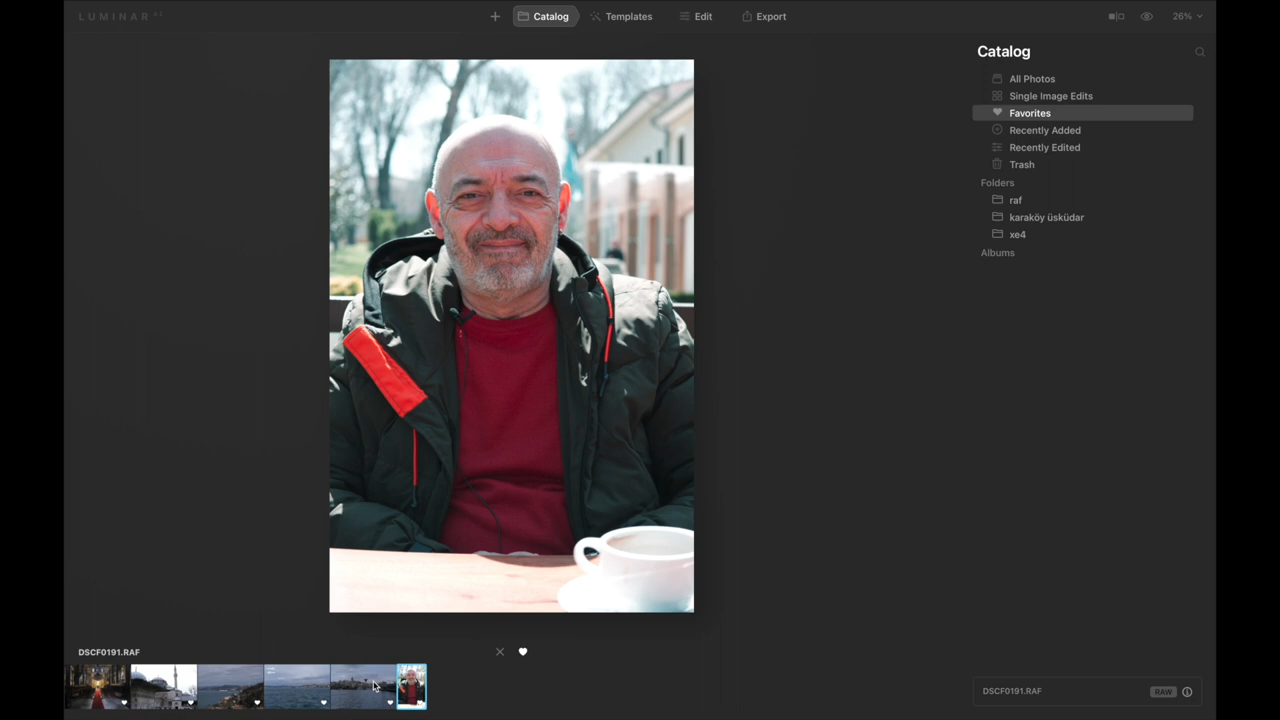 LUMINAR AI
Catalog
Templates
Edit
Export
26%
Catalog
All Photos
Single Image Edits
Favorites
Recently Added
Recently Edited
Trash
Folders
raf
karaköy üsküdar
xe4
Albums
DSCF0191.RAF
DSCF0191.RAF
RAW